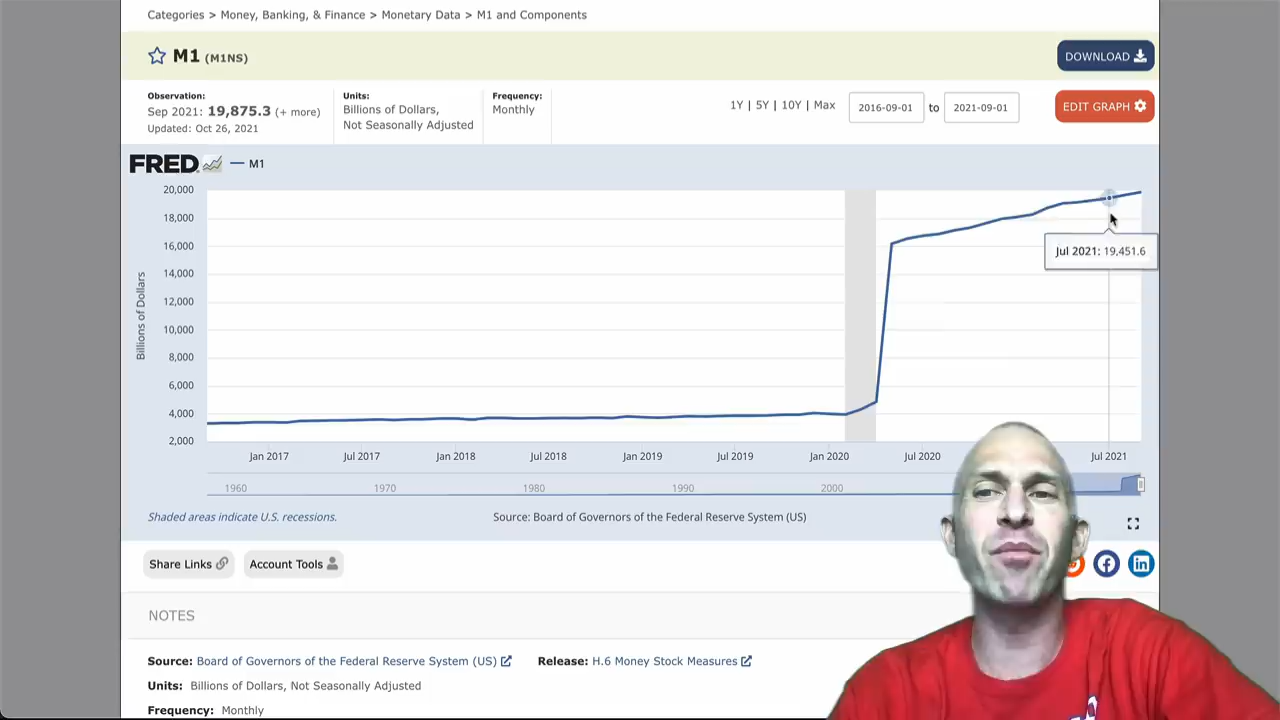 Categories > Money, Banking, & Finance > Monetary Data > M1 and Components
M1 (M1NS)
DOWNLOAD
Observation:
Sep 2021: 19,875.3 (+ more)
Updated: Oct 26, 2021
Units:
Billions of Dollars,
Not Seasonally Adjusted
Frequency:
Monthly
1Y | 5Y | 10Y | Max
2016-09-01 to 2021-09-01
EDIT GRAPH
FRED
M1
20,000
18,000
16,000
14,000
12,000
10,000
8,000
6,000
4,000
2,000
Billions of Dollars
Jul 2021: 19,451.6
Jan 2017 Jul 2017 Jan 2018 Jul 2018 Jan 2019 Jul 2019 Jan 2020 Jul 2020 Jul 2021
1960 1970 1980 1990 2000
Shaded areas indicate U.S. recessions.
Source: Board of Governors of the Federal Reserve System (US)
Share Links
Account Tools
NOTES
Source: Board of Governors of the Federal Reserve System (US)
Release: H.6 Money Stock Measures
Units: Billions of Dollars, Not Seasonally Adjusted
Frequency: Monthly